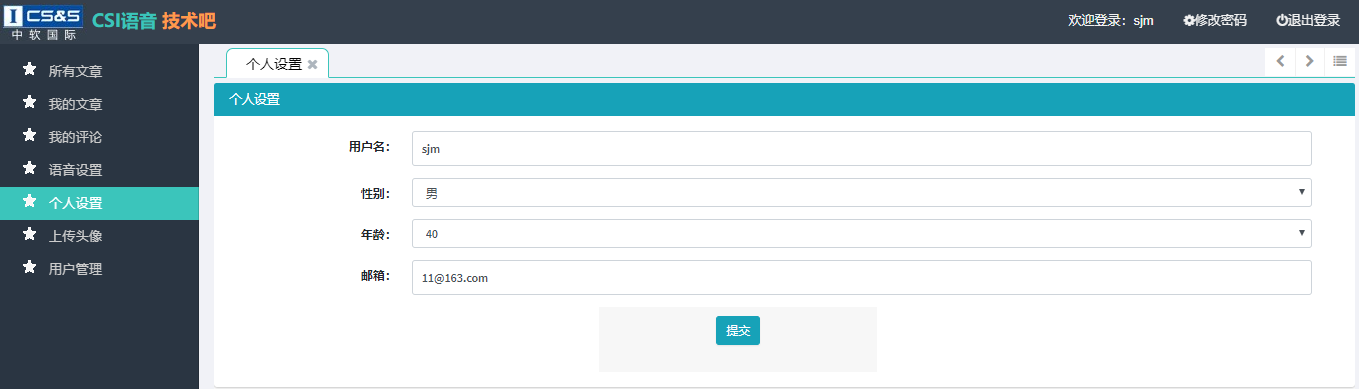 CS&S
中软国际
CSI语音 技术吧
欢迎登录：sjm
修改密码
退出登录
所有文章
我的文章
我的评论
语音设置
个人设置
上传头像
用户管理
个人设置
个人设置
用户名：
sjm
性别：
男
年龄：
40
邮箱：
11@163.com
提交